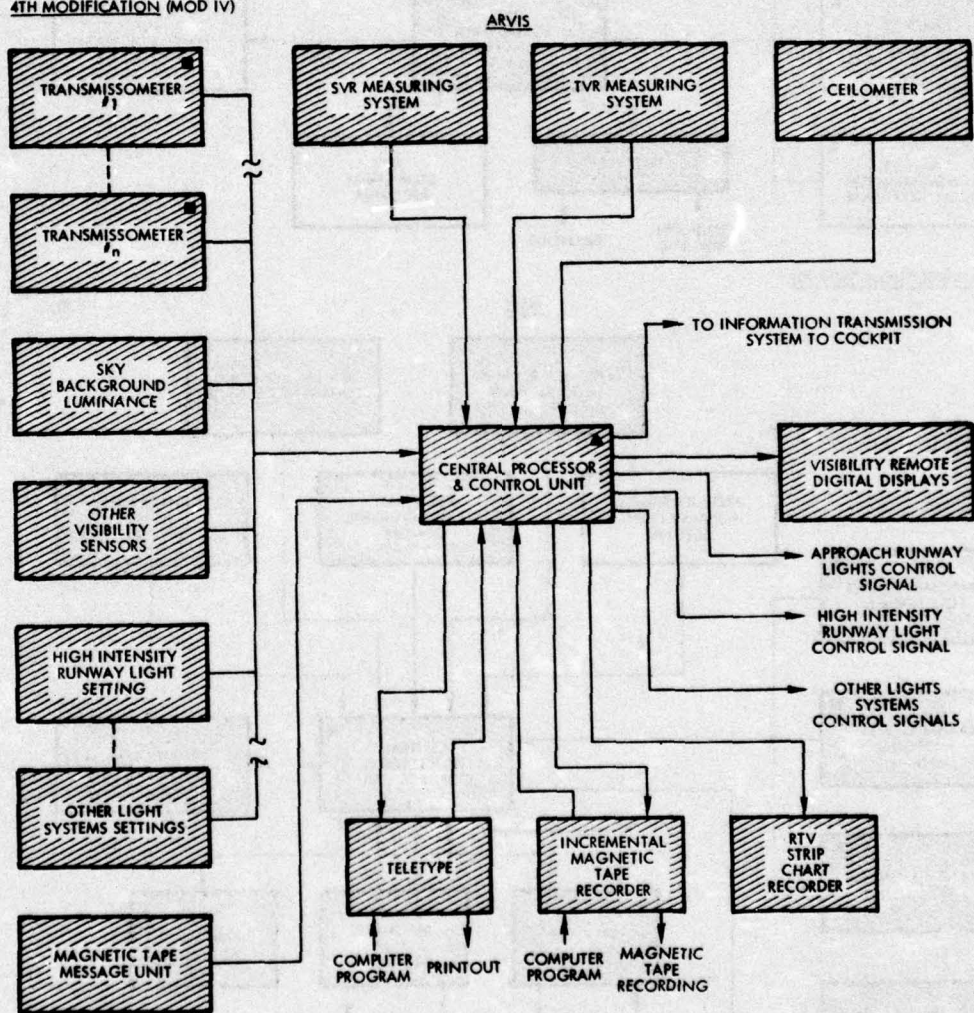 4TH MODIFICATION (MOD IV)
ARVIS
TRANSMISSOMETER
#1
SVR MEASURING
SYSTEM
TVR MEASURING
SYSTEM
CEILOMETER
TRANSMISSOMETER
#n
TO INFORMATION TRANSMISSION
SYSTEM TO COCKPIT
SKY
BACKGROUND
LUMINANCE
CENTRAL PROCESSOR
& CONTROL UNIT
VISIBILITY REMOTE
DIGITAL DISPLAYS
OTHER
VISIBILITY
SENSORS
APPROACH RUNWAY
LIGHTS CONTROL
SIGNAL
HIGH INTENSITY
RUNWAY LIGHT
CONTROL SIGNAL
HIGH INTENSITY
RUNWAY LIGHT
SETTING
OTHER LIGHTS
SYSTEMS
CONTROL SIGNALS
OTHER LIGHT
SYSTEMS SETTINGS
TELETYPE
INCREMENTAL
MAGNETIC
TAPE
RECORDER
RTV
STRIP
CHART
RECORDER
MAGNETIC TAPE
MESSAGE UNIT
COMPUTER
PROGRAM
PRINTOUT
COMPUTER
PROGRAM
MAGNETIC
TAPE
RECORDING